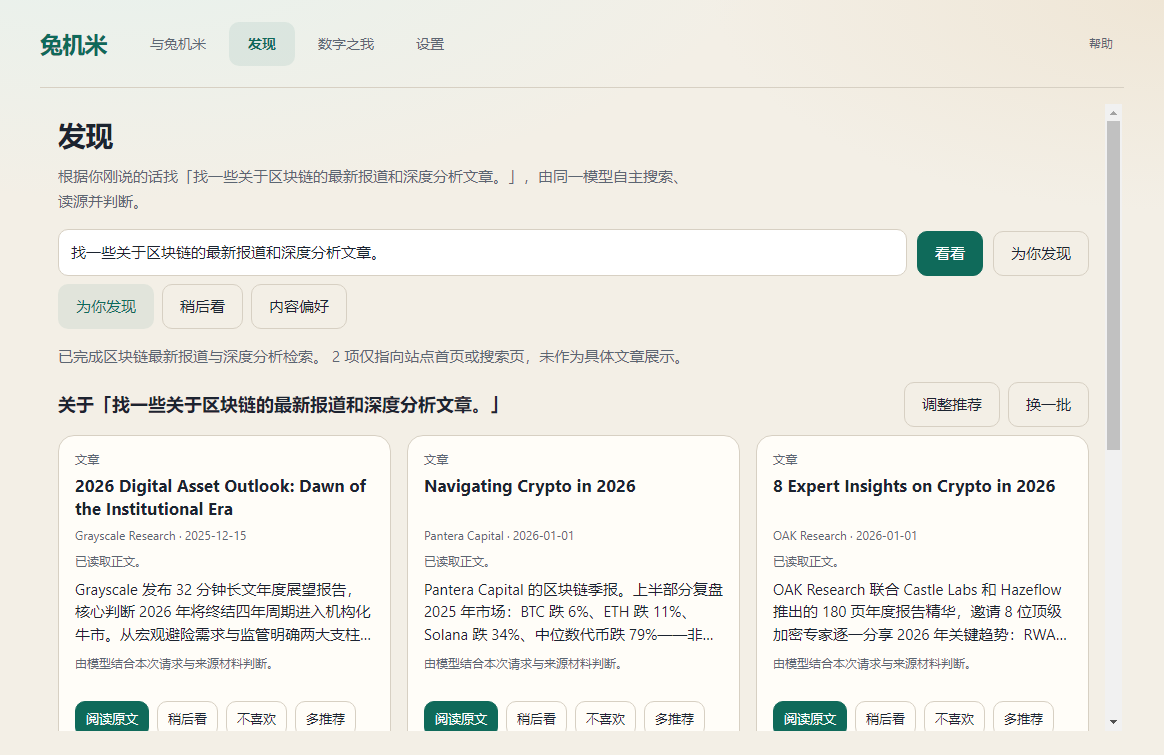 兔机米
与兔机米
发现
数字之我
设置
帮助
发现
根据你刚说的话找「找一些关于区块链的最新报道和深度分析文章。」，由同一模型自主搜索、
读源并判断。
找一些关于区块链的最新报道和深度分析文章。
看看
为你发现
为你发现
稍后看
内容偏好
已完成区块链最新报道与深度分析检索。 2 项仅指向站点首页或搜索页，未作为具体文章展示。
关于「找一些关于区块链的最新报道和深度分析文章。」
调整推荐
换一批
文章
2026 Digital Asset Outlook: Dawn of
the Institutional Era
Grayscale Research · 2025-12-15
已读取正文。
Grayscale 发布 32 分钟长文年度展望报告，
核心判断 2026 年将终结四年周期进入机构化
牛市。从宏观避险需求与监管明确两大支柱...
由模型结合本次请求与来源材料判断。
阅读原文
稍后看
不喜欢
多推荐
文章
Navigating Crypto in 2026
Pantera Capital · 2026-01-01
已读取正文。
Pantera Capital 的区块链季报。上半部分复盘
2025 年市场：BTC 跌 6%、ETH 跌 11%、
Solana 跌 34%、中位数代币跌 79%——非...
由模型结合本次请求与来源材料判断。
阅读原文
稍后看
不喜欢
多推荐
文章
8 Expert Insights on Crypto in 2026
OAK Research · 2026-01-01
已读取正文。
OAK Research 联合 Castle Labs 和 Hazeflow
推出的 180 页年度报告精华，邀请 8 位顶级
加密专家逐一分享 2026 年关键趋势：RWA...
由模型结合本次请求与来源材料判断。
阅读原文
稍后看
不喜欢
多推荐